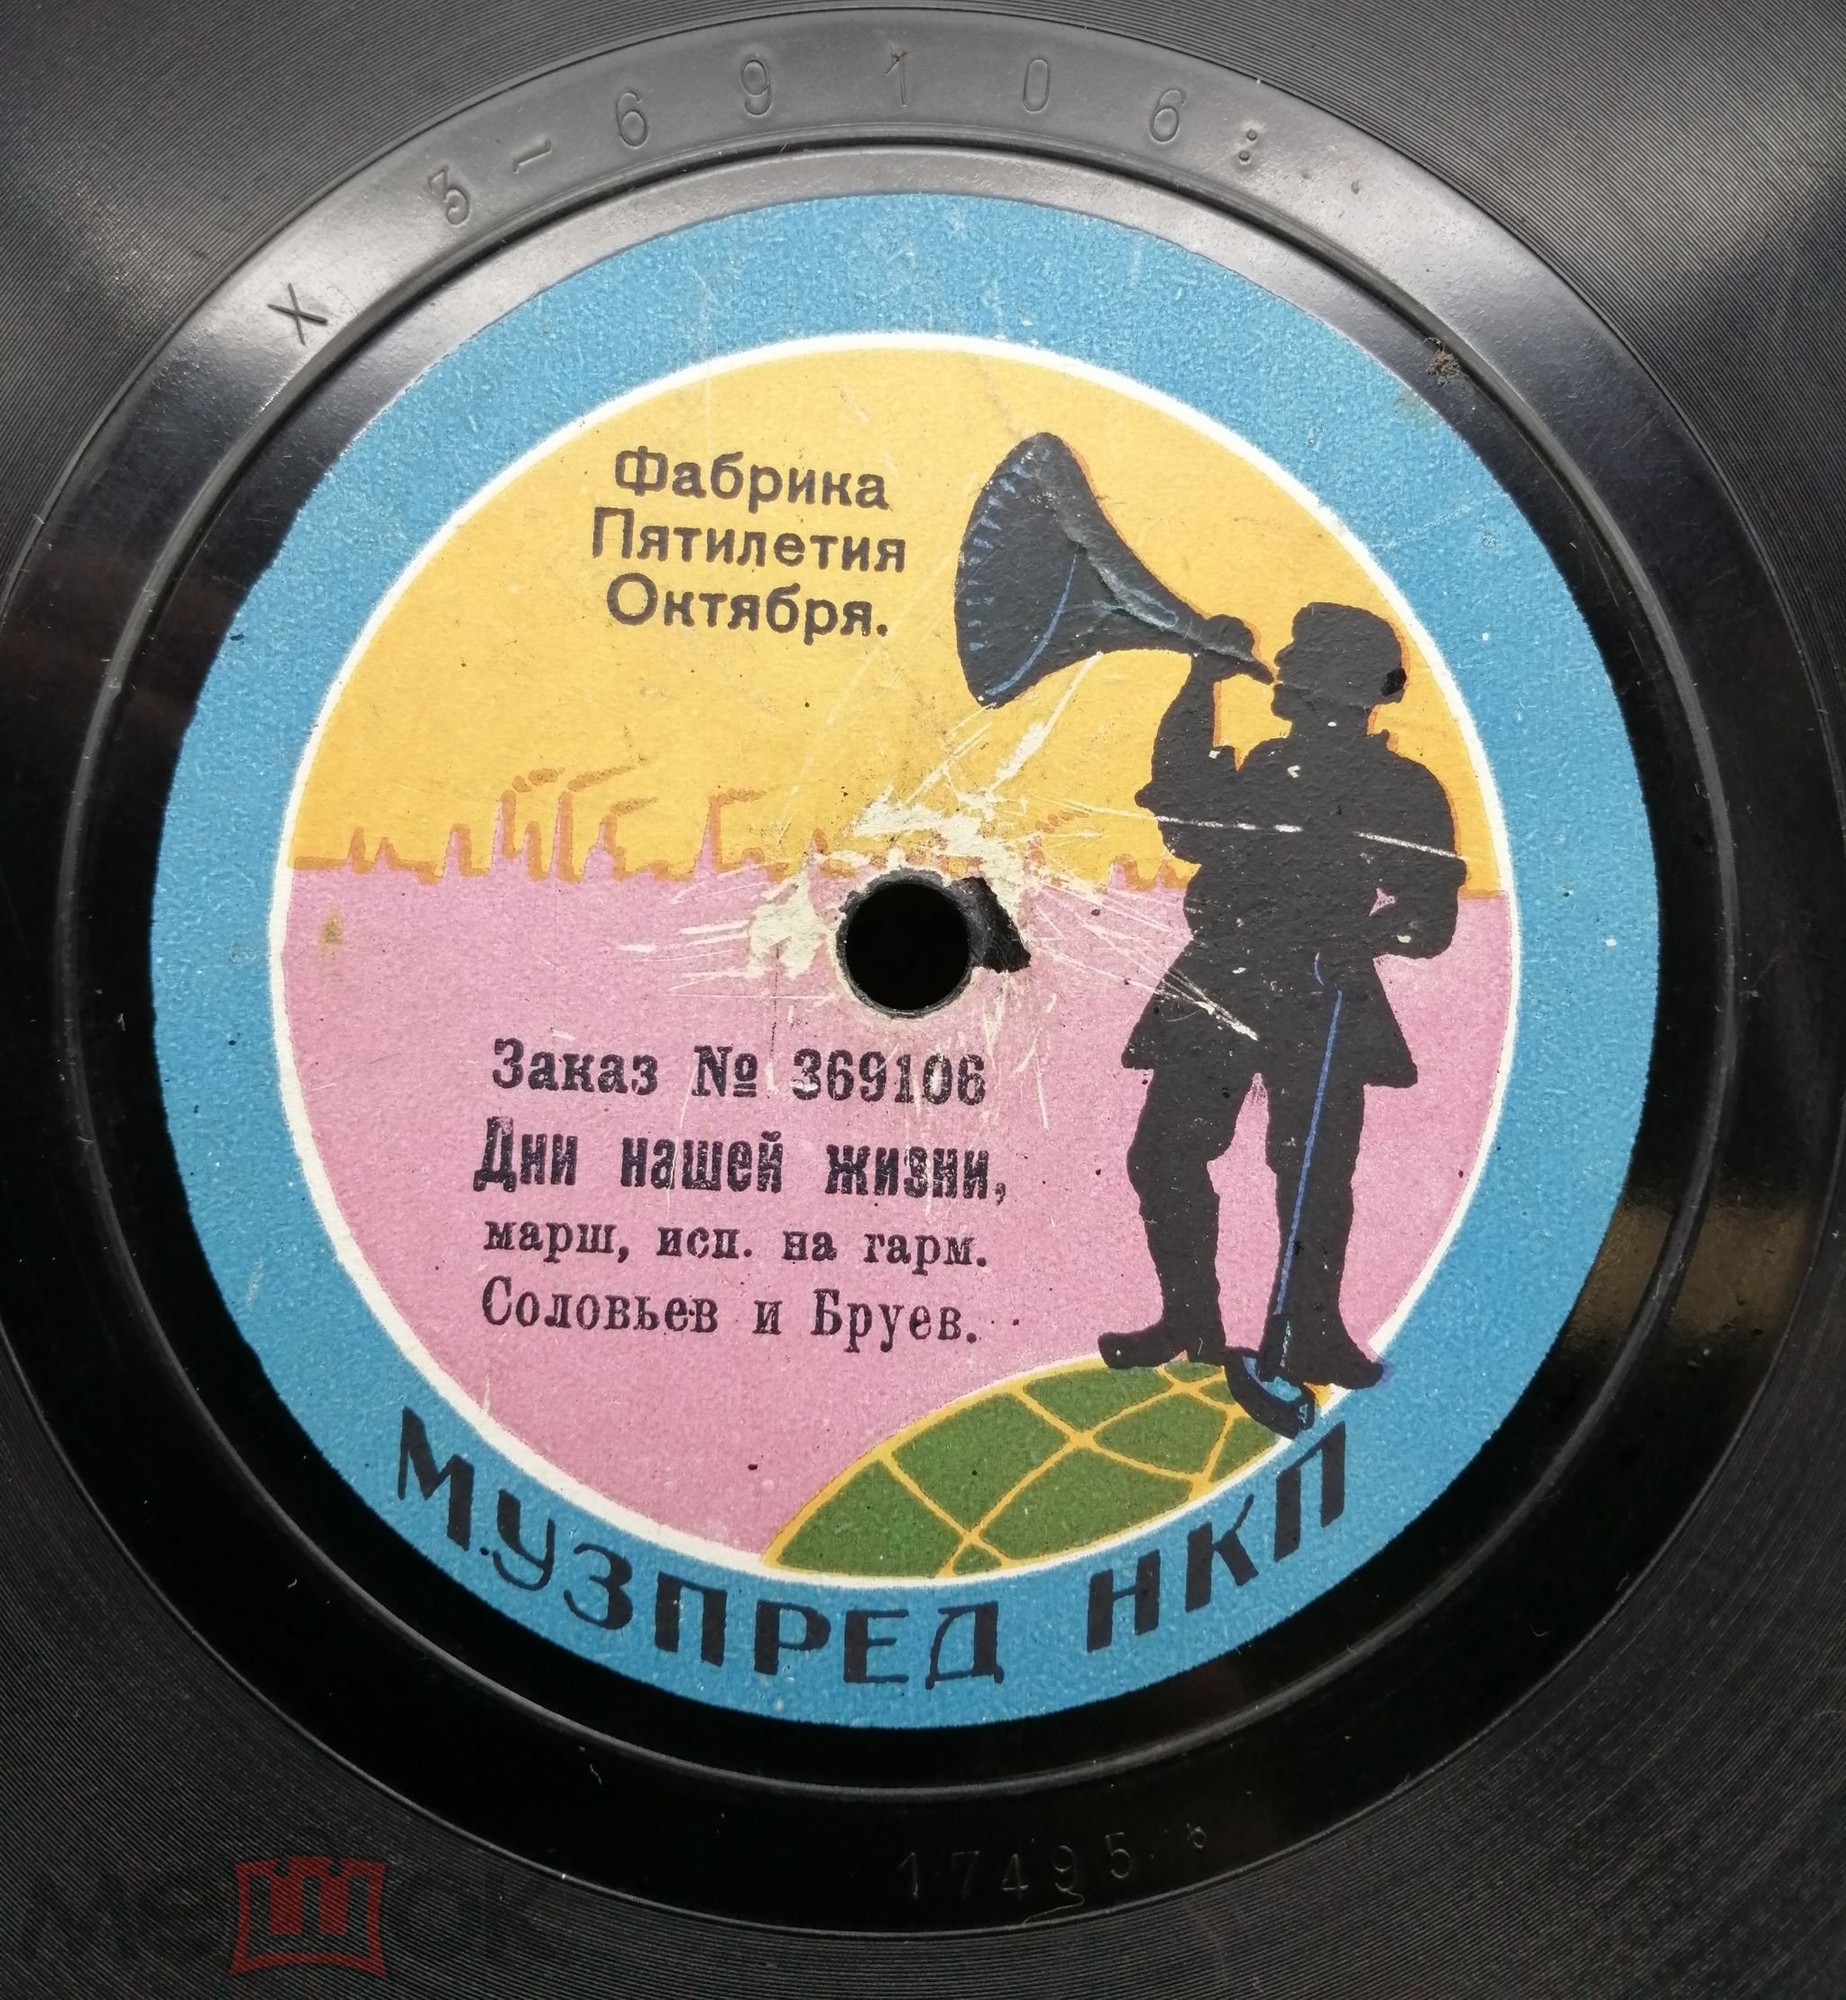 X 3-69106:
Фабрика
Пятилетия
Октября.
Заказ № 369106
Дни нашей жизни,
марш, исп. на гарм.
Соловьев и Бруев.
МУЗПРЕД НКП
17495